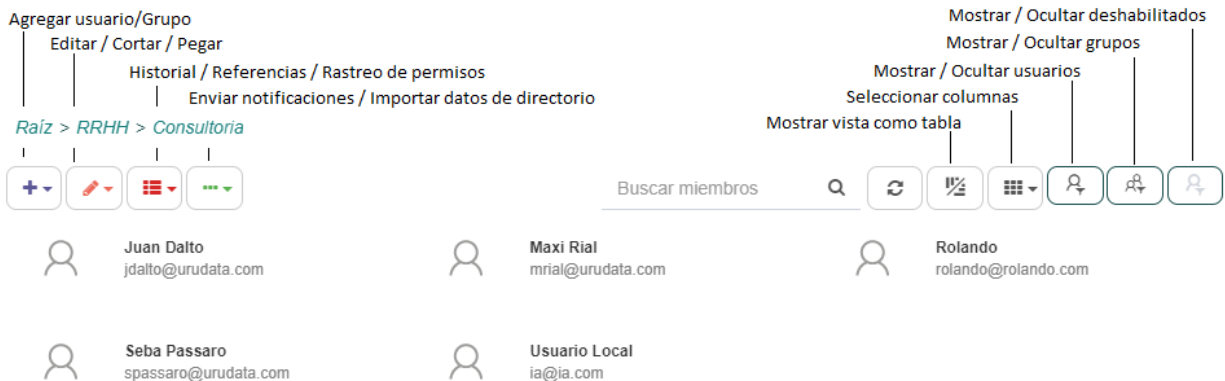 Agregar usuario/Grupo
Editar / Cortar / Pegar
Historial / Referencias / Rastreo de permisos
Enviar notificaciones / Importar datos de directorio
Mostrar / Ocultar deshabilitados
Mostrar / Ocultar grupos
Mostrar / Ocultar usuarios
Seleccionar columnas
Mostrar vista como tabla
Raíz > RRHH > Consultoria
Buscar miembros
Juan Dalto
jdalto@urudata.com
Maxi Rial
mrial@urudata.com
Rolando
rolando@rolando.com
Seba Passaro
spassaro@urudata.com
Usuario Local
ia@ia.com